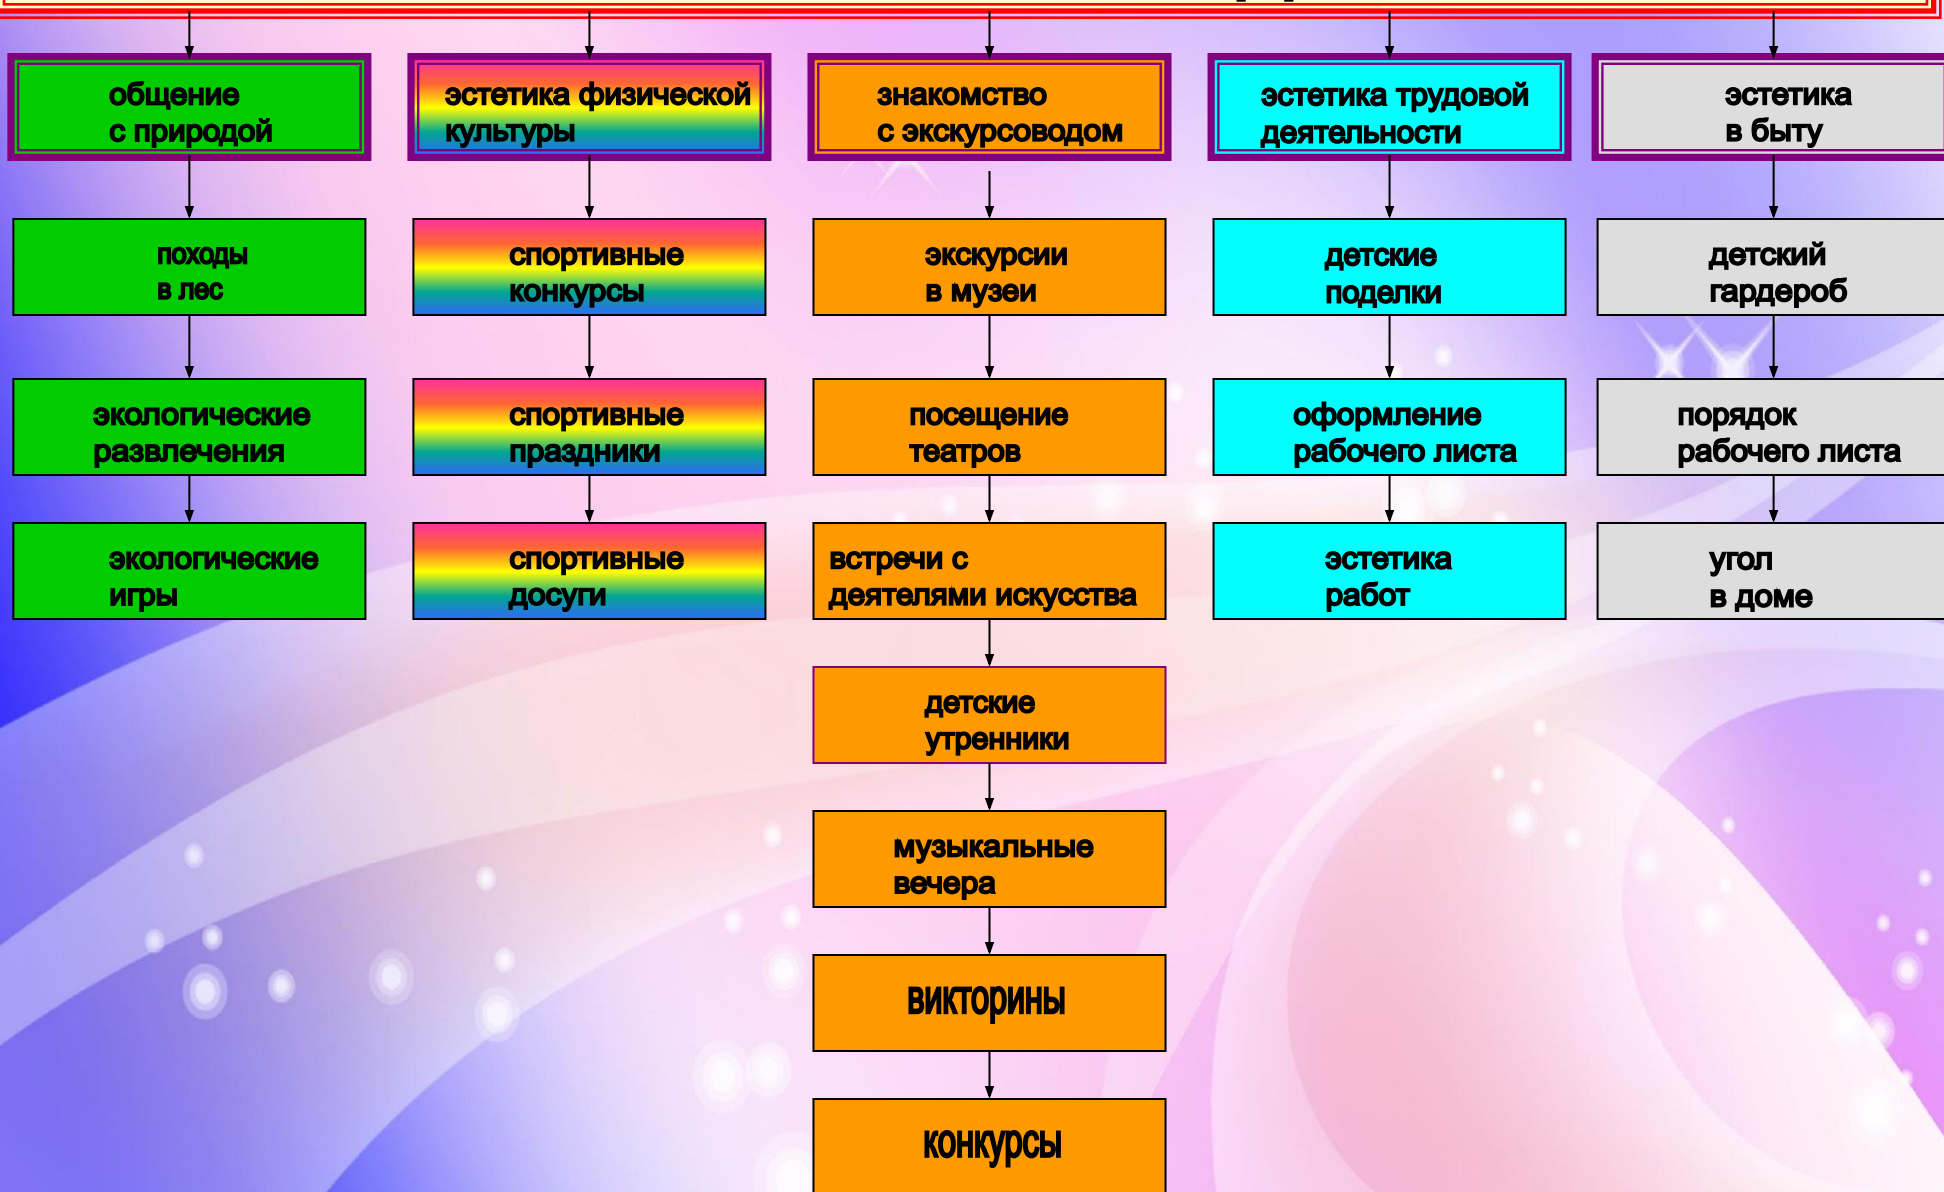 общение
с природой
эстетика физической
культуры
знакомство
с экскурсоводом
эстетика трудовой
деятельности
эстетика
в быту
походы
в лес
спортивные
конкурсы
экскурсии
в музеи
детские
поделки
детский
гардероб
экологические
развлечения
спортивные
праздники
посещение
театров
оформление
рабочего листа
порядок
рабочего листа
экологические
игры
спортивные
досуги
встречи с
деятелями искусства
эстетика
работ
угол
в доме
детские
утренники
музыкальные
вечера
викторины
конкурсы